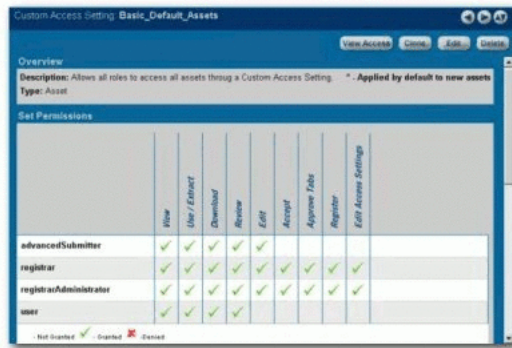 Custom Access Setting: Basic_Default_Assets
View Access Clone Edit Delete
Overview
Description: Allows all roles to access all assets throug a Custom Access Setting. * - Applied by default to new assets
Type: Asset
Set Permissions
View
Use / Extract
Download
Review
Edit
Accept
Approve Tabs
Register
Edit Access Settings
advancedSubmitter
registrar
registrarAdministrator
user
- Not Granted - Granted - Denied